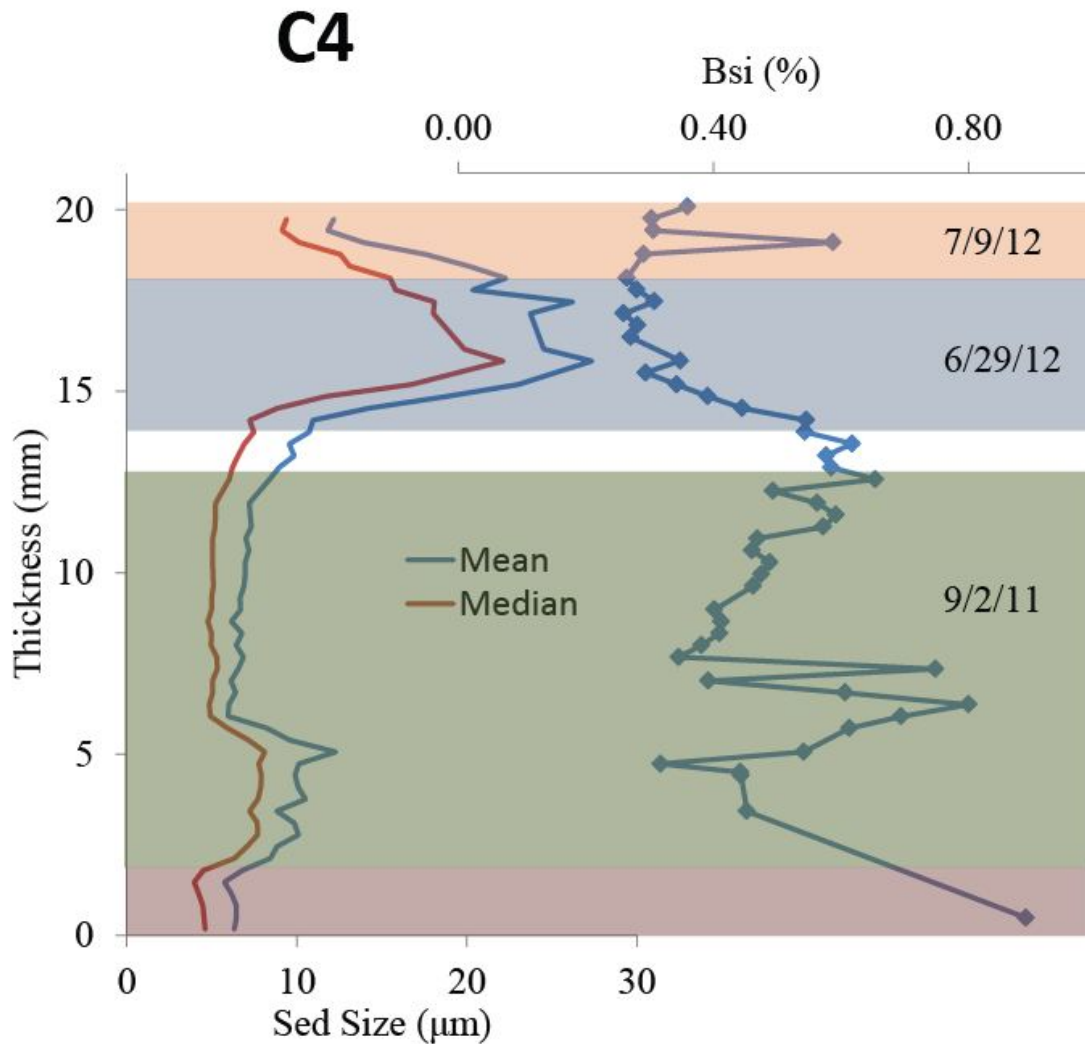 C4
Bsi (%)
0.00 0.40 0.80
20
7/9/12
6/29/12
15
Thickness (mm)
10
Mean
Median
9/2/11
5
0
0 10 20 30
Sed Size (μm)